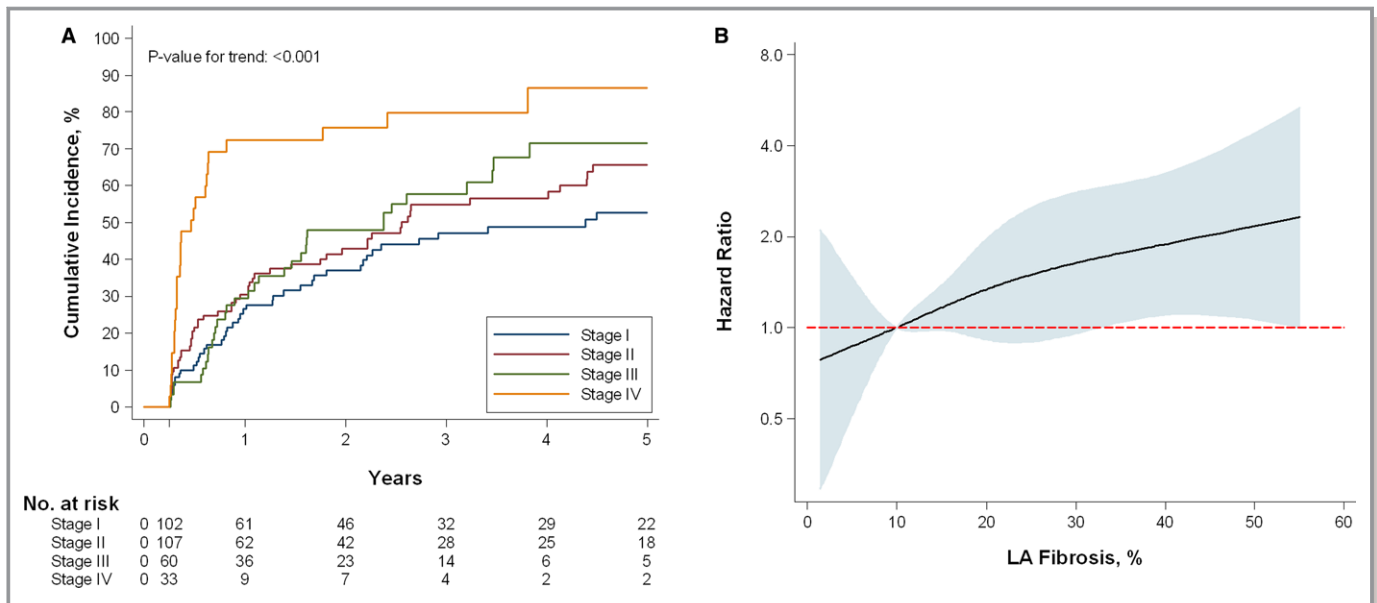 A
P-value for trend: <0.001
Cumulative Incidence, %
100
90
80
70
60
50
40
30
20
10
0
Stage I
Stage II
Stage III
Stage IV
0 1 2 3 4 5
Years
No. at risk
Stage I 0 102 61 46 32 29 22
Stage II 0 107 62 42 28 25 18
Stage III 0 60 36 23 14 6 5
Stage IV 0 33 9 7 4 2 2
B
Hazard Ratio
8.0
4.0
2.0
1.0
0.5
0 10 20 30 40 50 60
LA Fibrosis, %